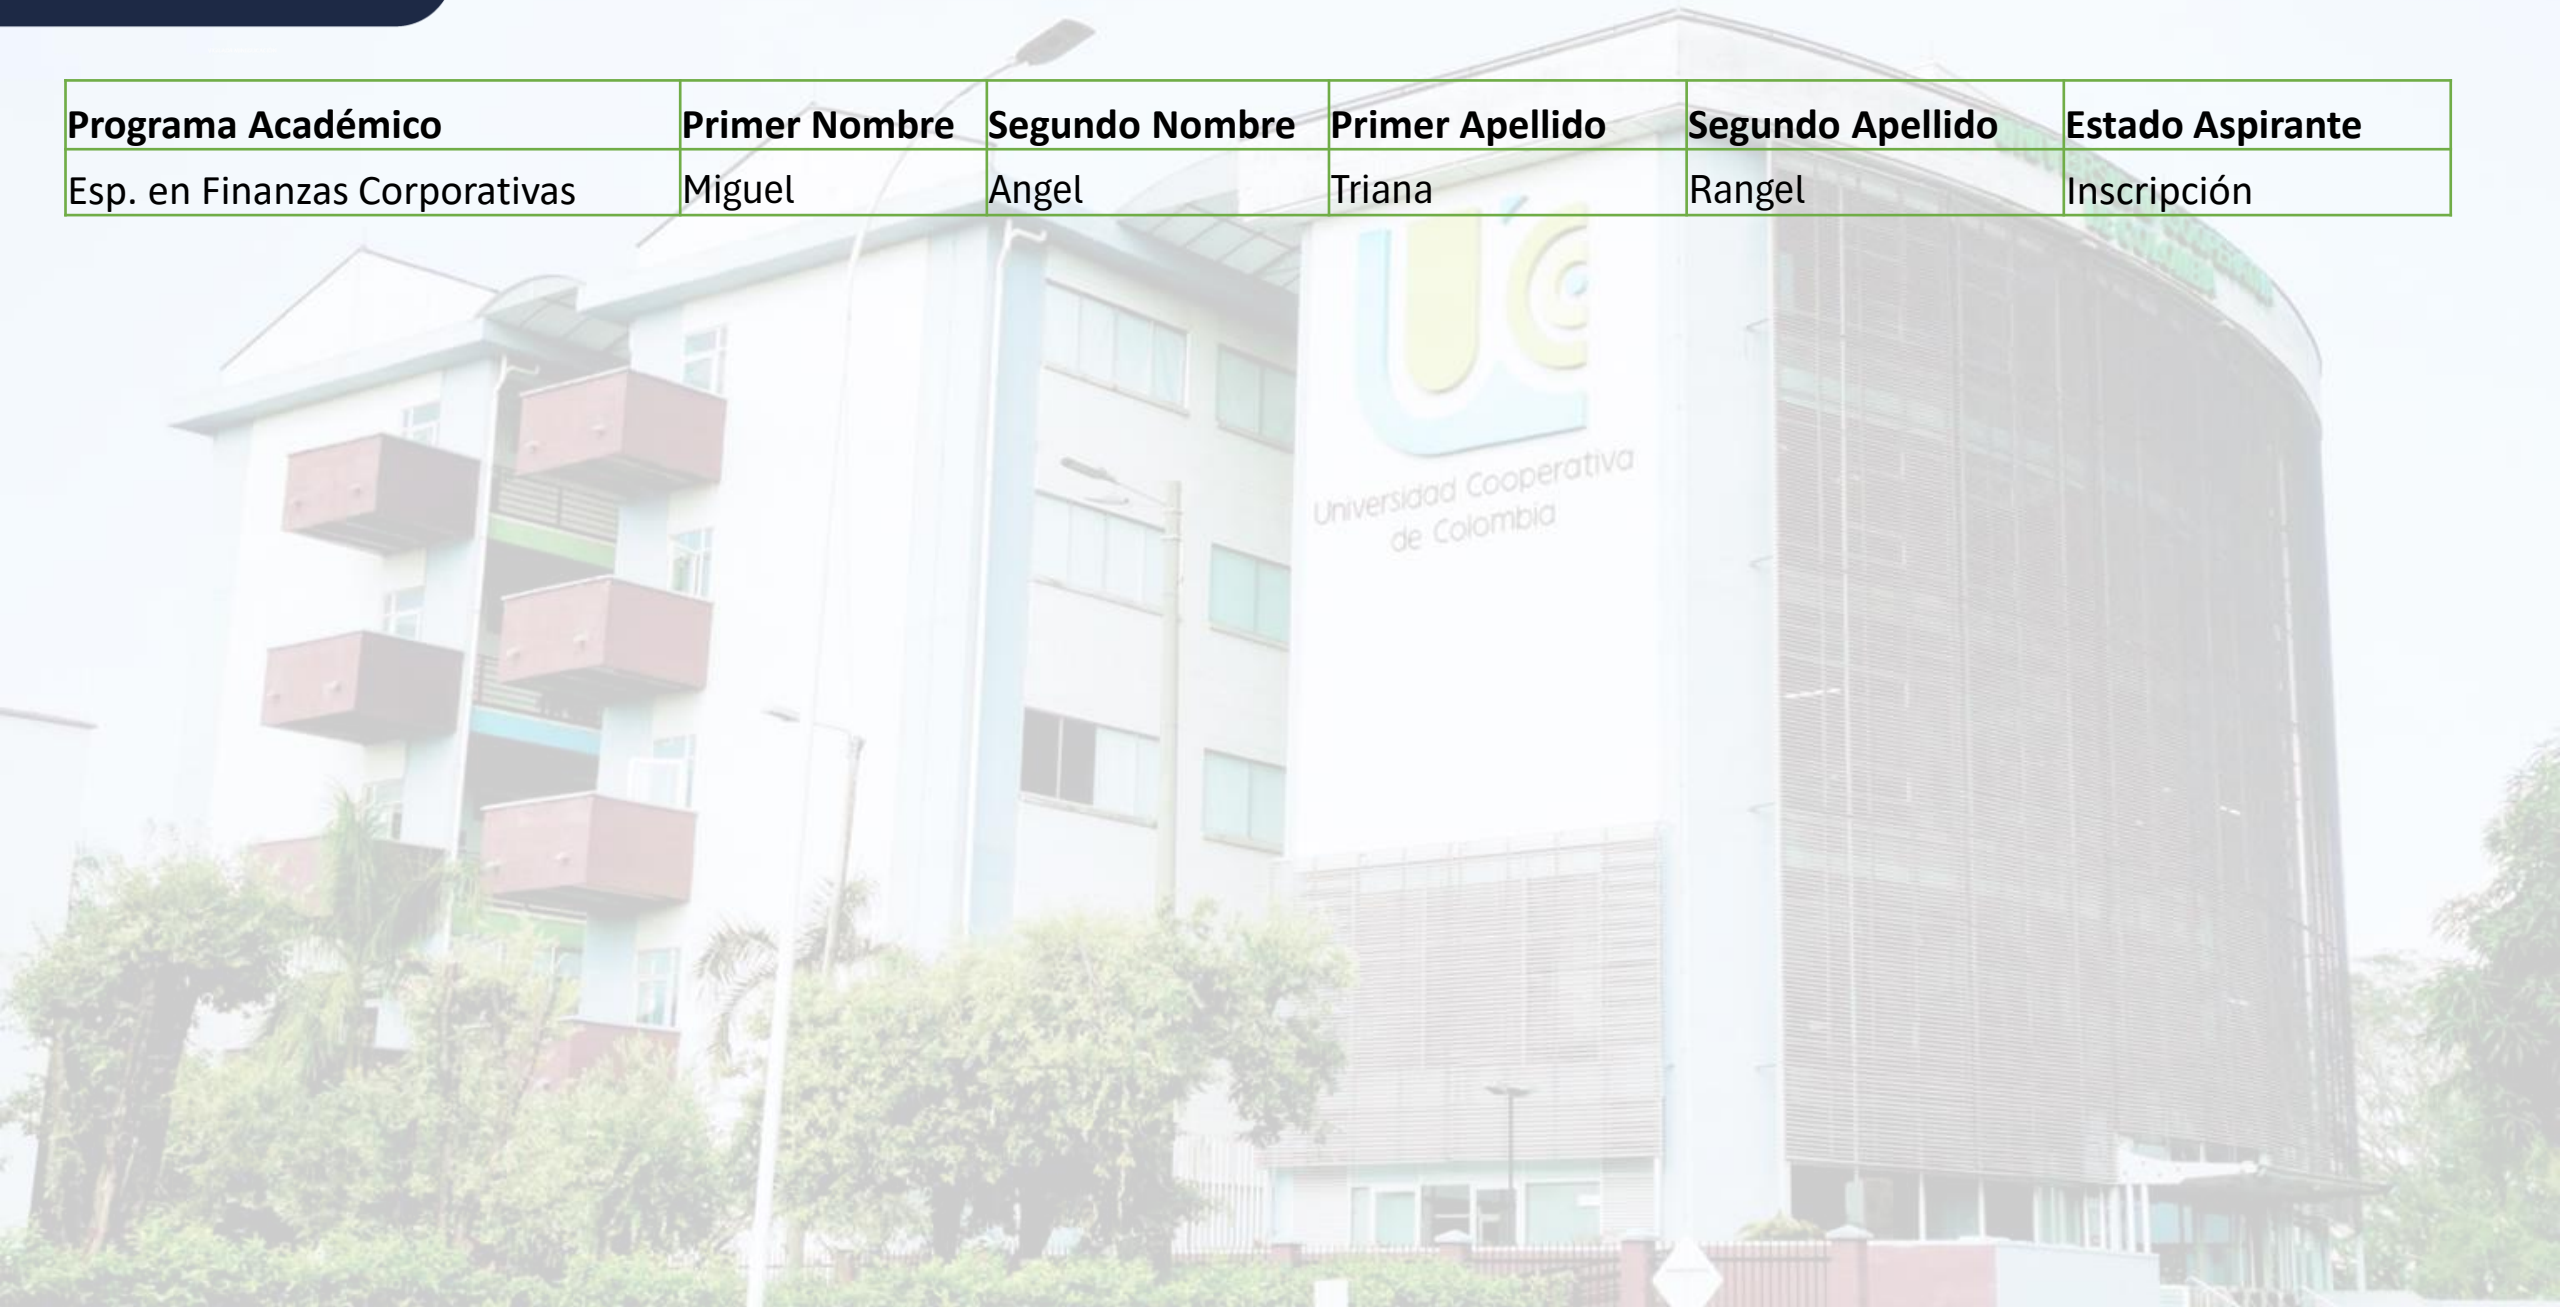 Programa Académico Primer Nombre Segundo Nombre Primer Apellido Segundo Apellido Estado Aspirante
Esp. en Finanzas Corporativas Miguel Angel Triana Rangel Inscripción
Universidad Cooperativa
de Colombia